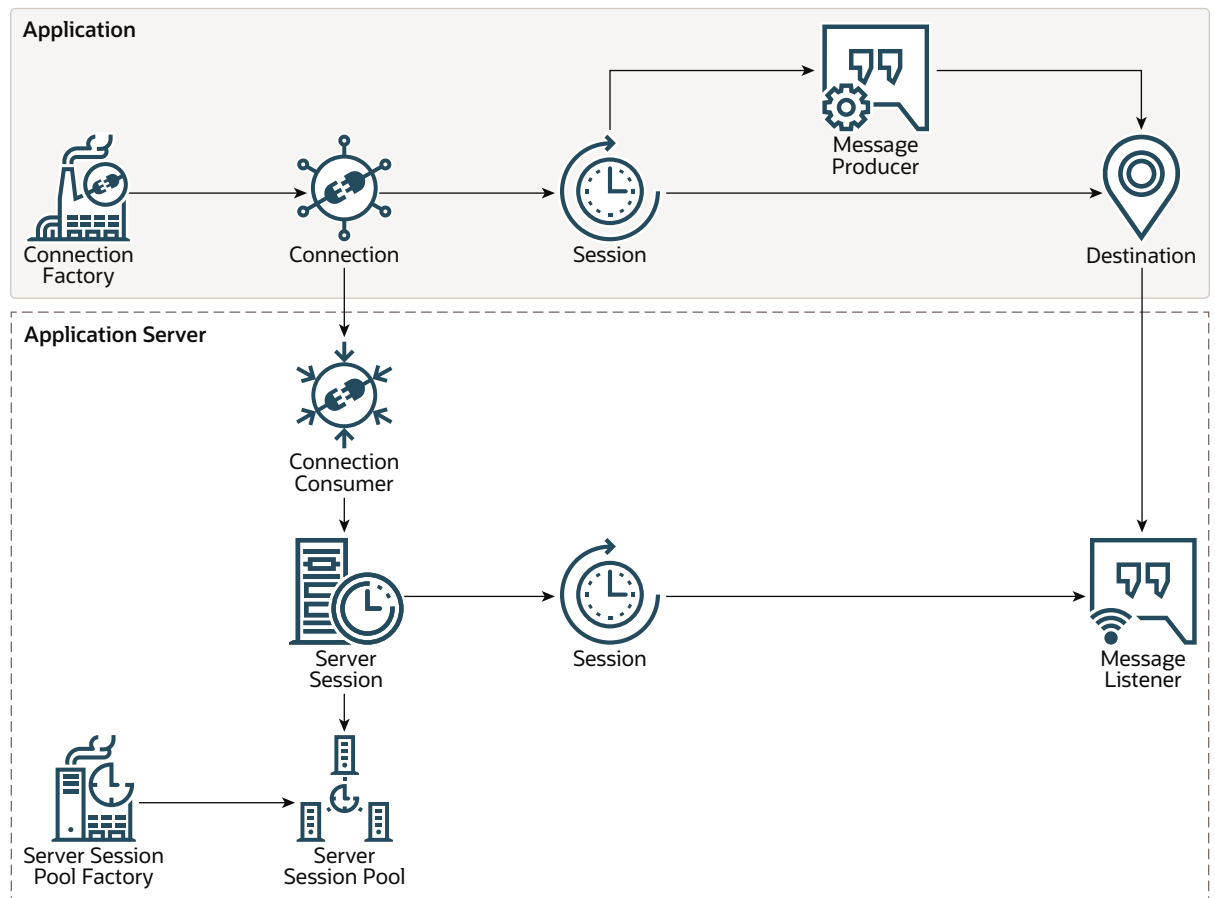 Application
Message
Producer
Connection
Factory
Connection
Session
Destination
Application Server
Connection
Consumer
Server
Session
Session
Message
Listener
Server Session
Pool Factory
Server
Session Pool